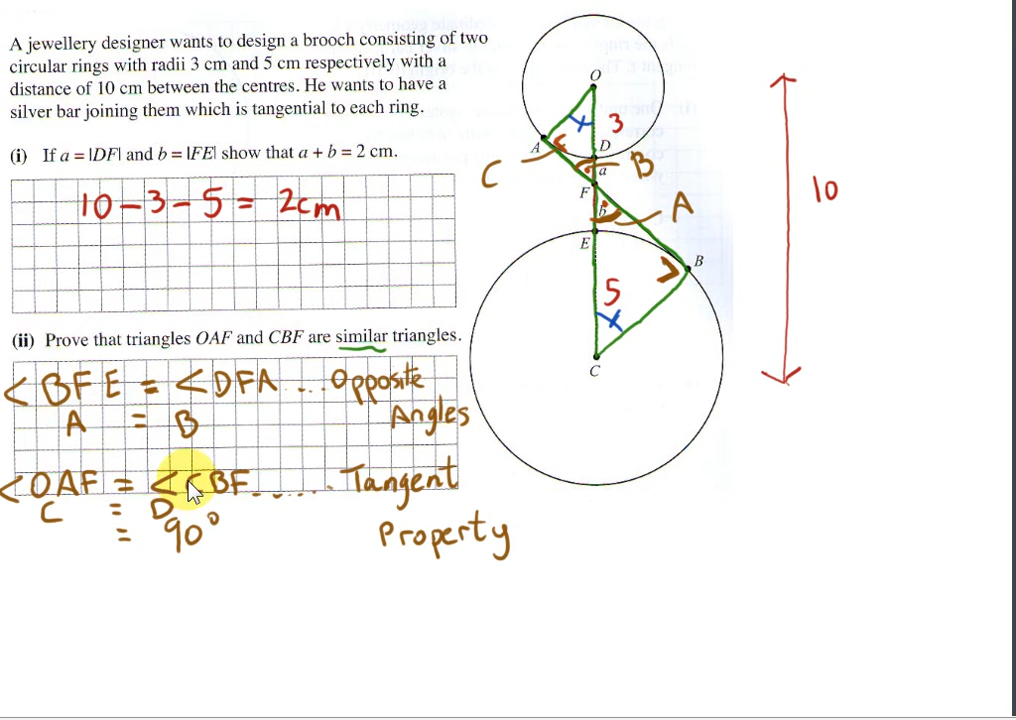 A jewellery designer wants to design a brooch consisting of two
circular rings with radii 3 cm and 5 cm respectively with a
distance of 10 cm between the centres. He wants to have a
silver bar joining them which is tangential to each ring.
(i) If a = |DF| and b = |FE| show that a + b = 2 cm.
10 – 3 – 5 = 2cm
(ii) Prove that triangles OAF and CBF are similar triangles.
< BFE = < DFA ... Opposite
A = B Angles
< OAF = < CBF...... Tangent
C = D
= 90° Property
O
x 3
A D
C a B
F b A
E B
5
x
C
10